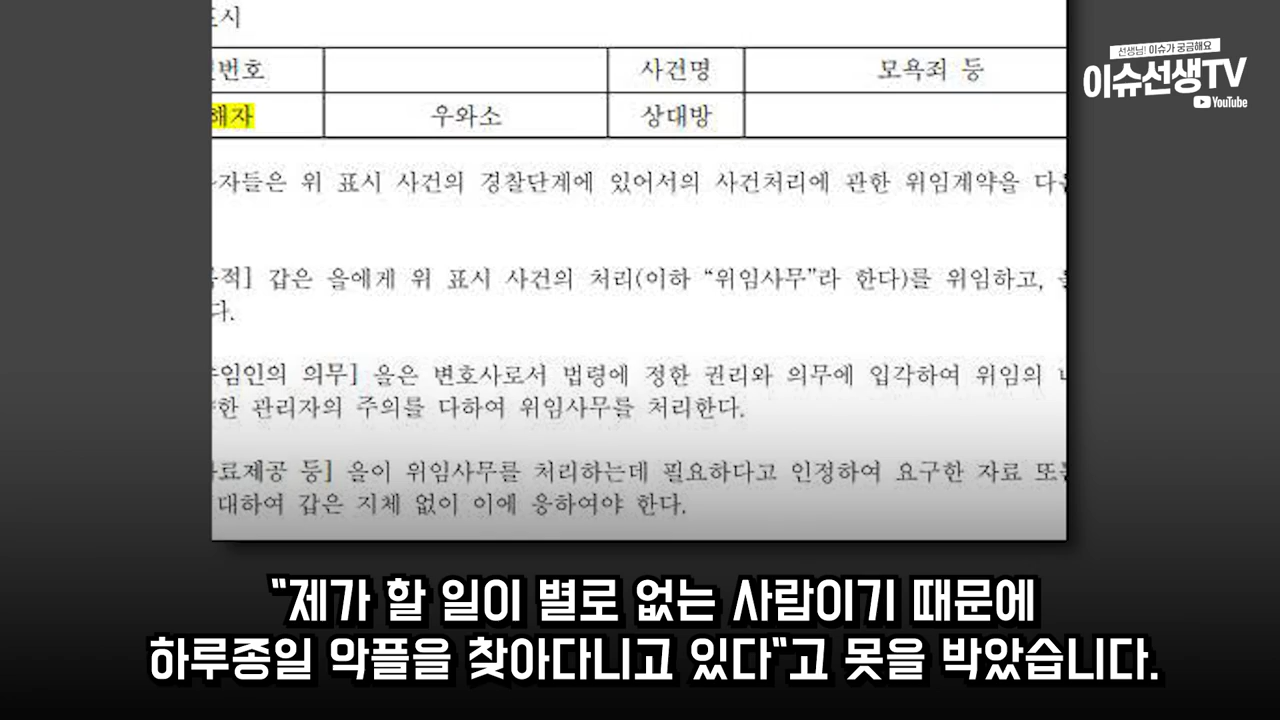 표시
선생님! 이슈가 궁금해요
이슈선생TV
YouTube
번호 사건명 모욕죄 등
해자 우와소 상대방
자들은 위 표시 사건의 경찰단계에 있어서의 사건처리에 관한 위임계약을
적] 갑은 을에게 위 표시 사건의 처리(이하 “위임사무”라 한다)를 위임하고,
다.
임인의 의무] 을은 변호사로서 법령에 정한 권리와 의무에 입각하여 위임의
한 관리자의 주의를 다하여 위임사무를 처리한다.
료제공 등] 을이 위임사무를 처리하는데 필요하다고 인정하여 요구한 자료 또는
대하여 갑은 지체 없이 이에 응하여야 한다.
"제가 할 일이 별로 없는 사람이기 때문에
하루종일 악플을 찾아다니고 있다"고 못을 박았습니다.